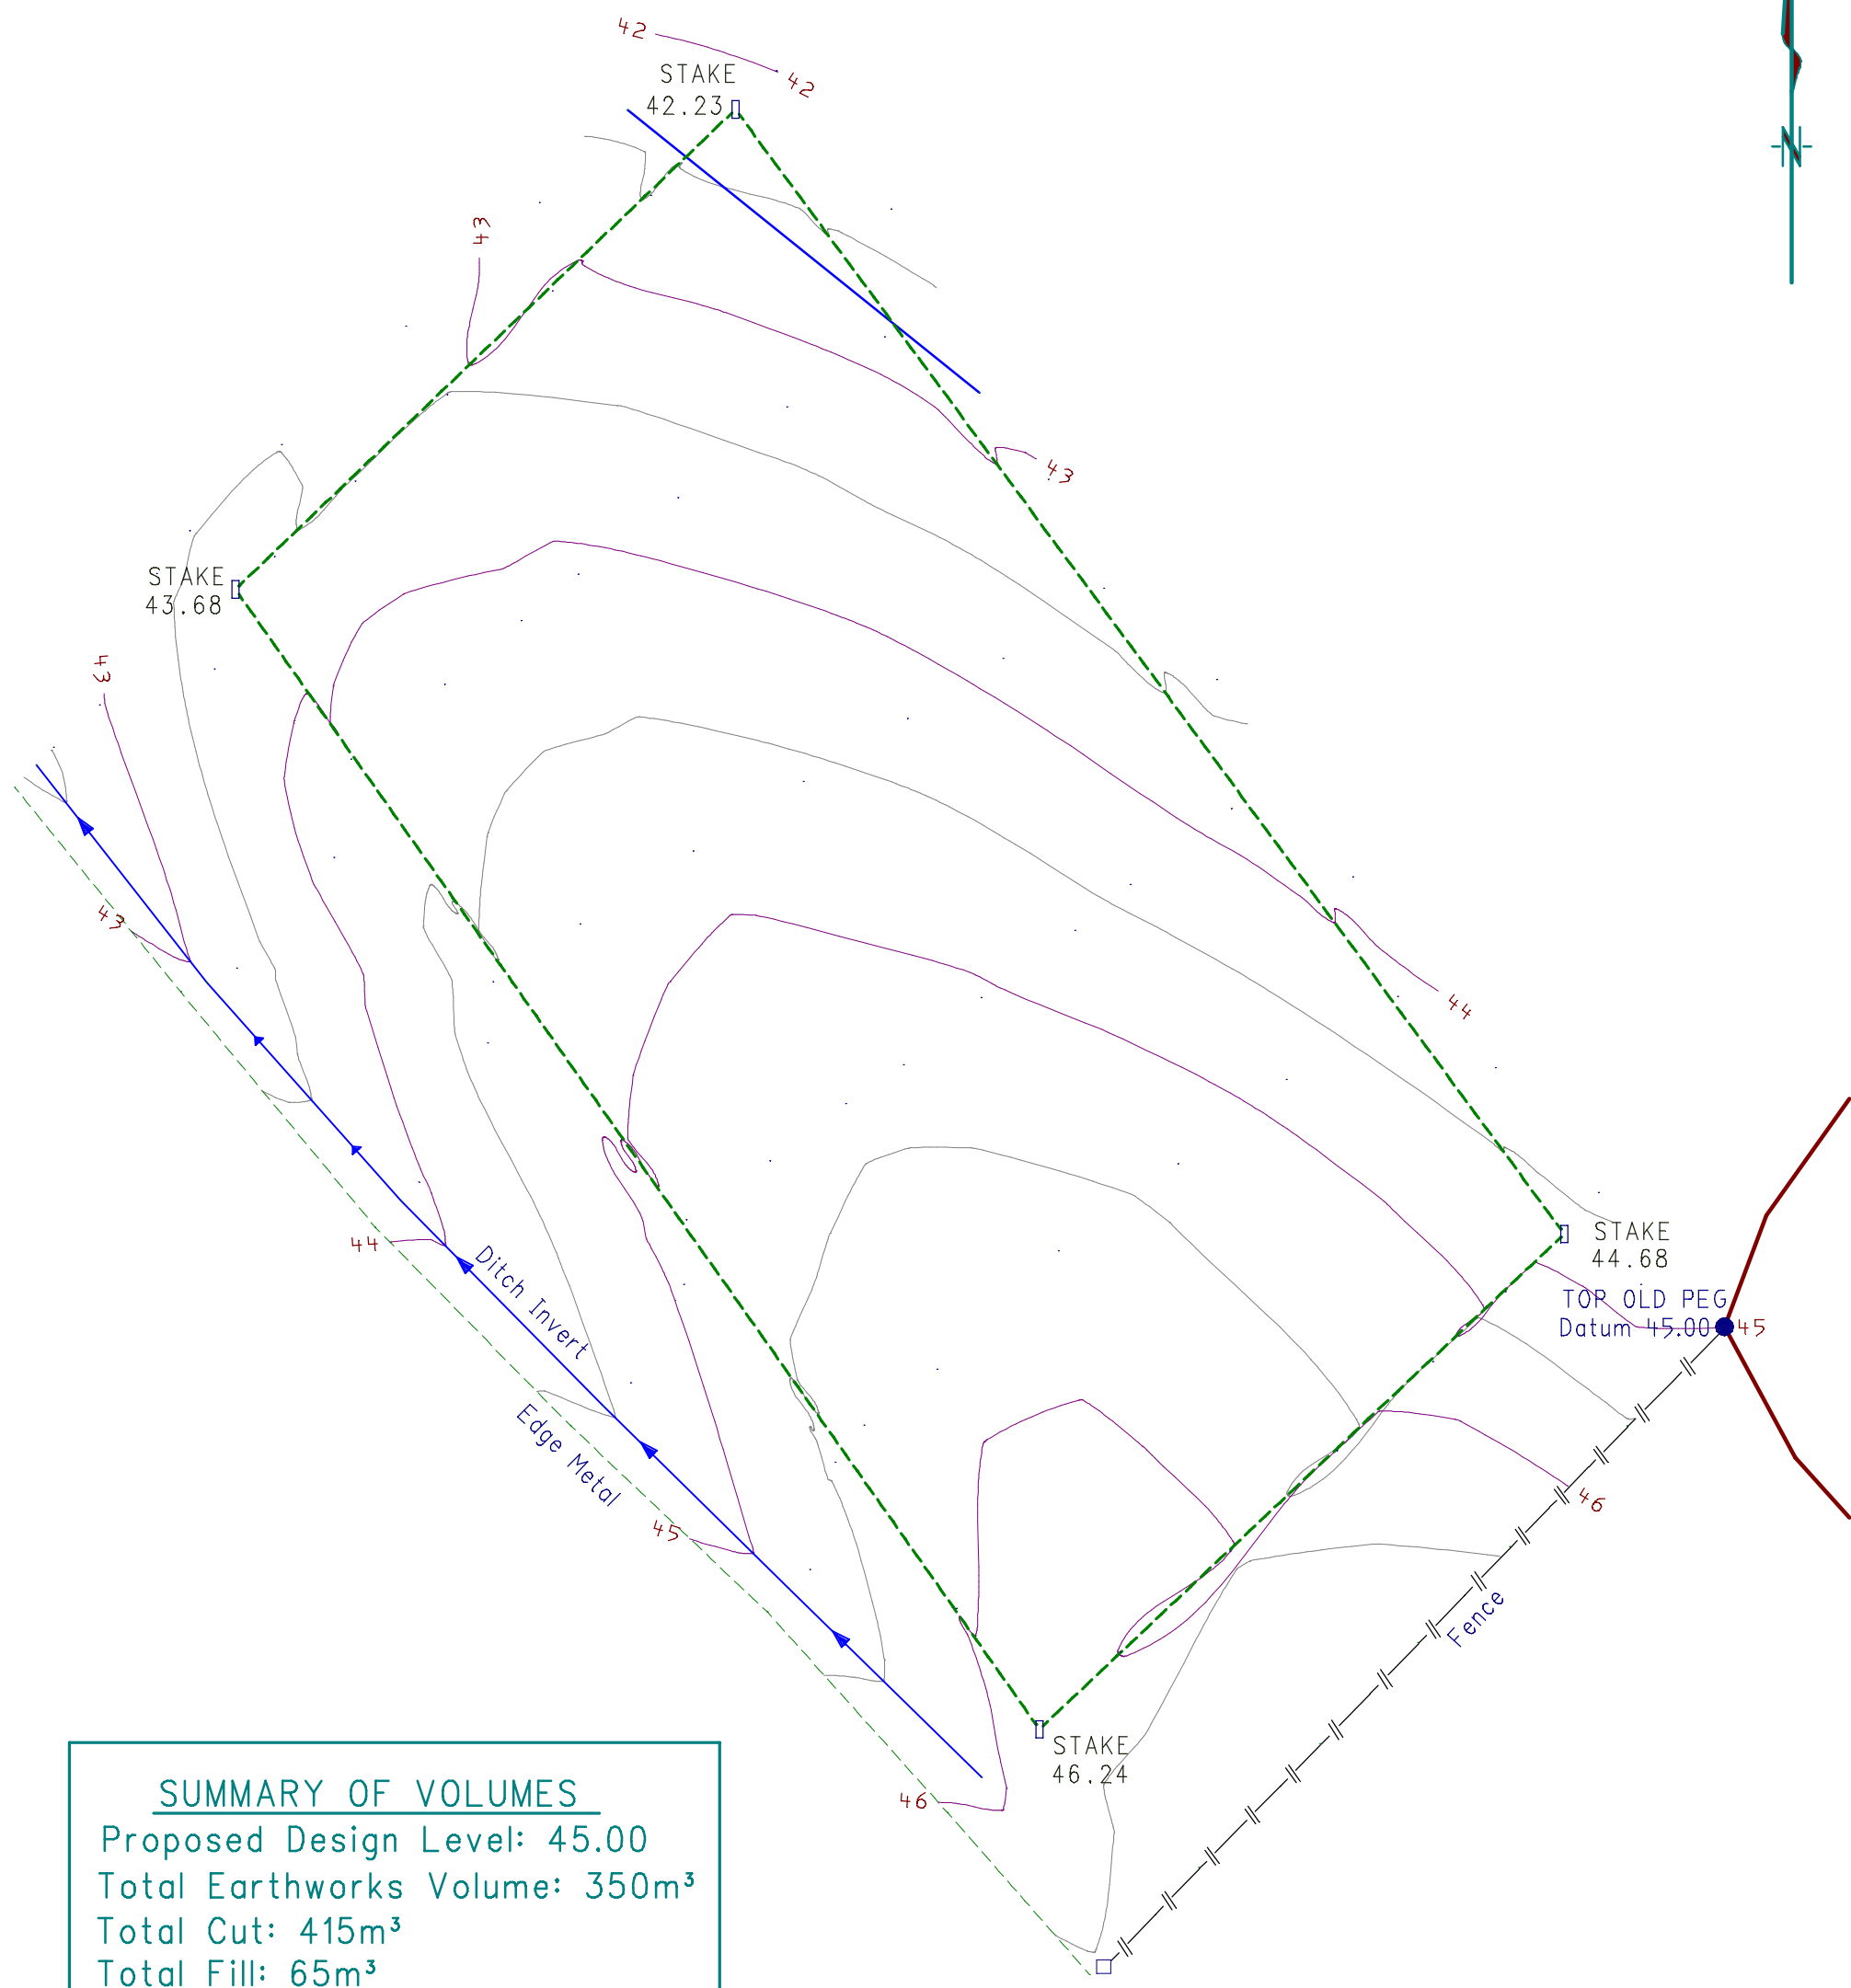 42
STAKE
42
42.23
43
43
STAKE
43.68
43
43
44
STAKE
44.68
44
Ditch Invert
TOP OLD PEG
Datum 45.00
45
Edge Metal
46
45
Fence
STAKE
46.24
46
SUMMARY OF VOLUMES
Proposed Design Level: 45.00
Total Earthworks Volume: 350m³
Total Cut: 415m³
Total Fill: 65m³